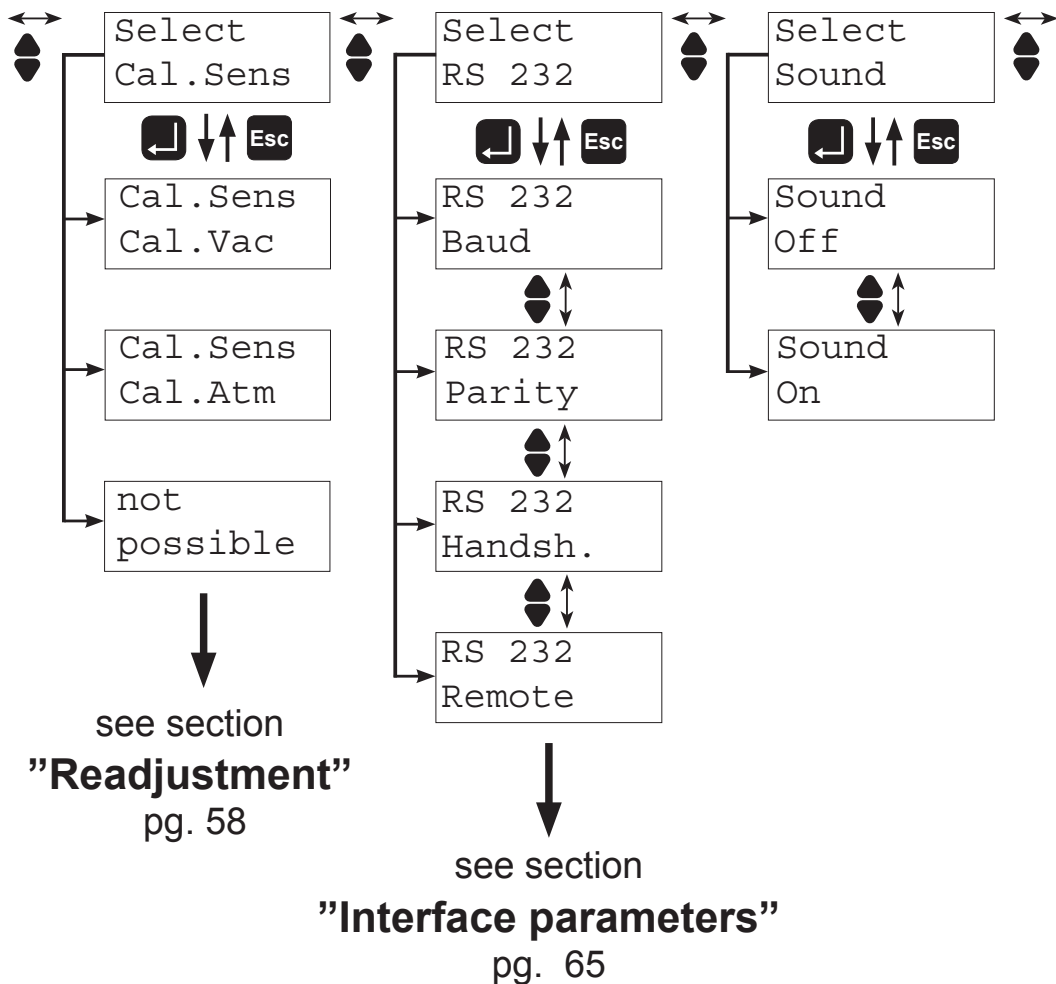 Select
Cal.Sens
Esc
Cal.Sens
Cal.Vac
Cal.Sens
Cal.Atm
not
possible
see section
”Readjustment”
pg. 58
Select
RS 232
Esc
RS 232
Baud
RS 232
Parity
RS 232
Handsh.
RS 232
Remote
see section
”Interface parameters”
pg. 65
Select
Sound
Esc
Sound
Off
Sound
On